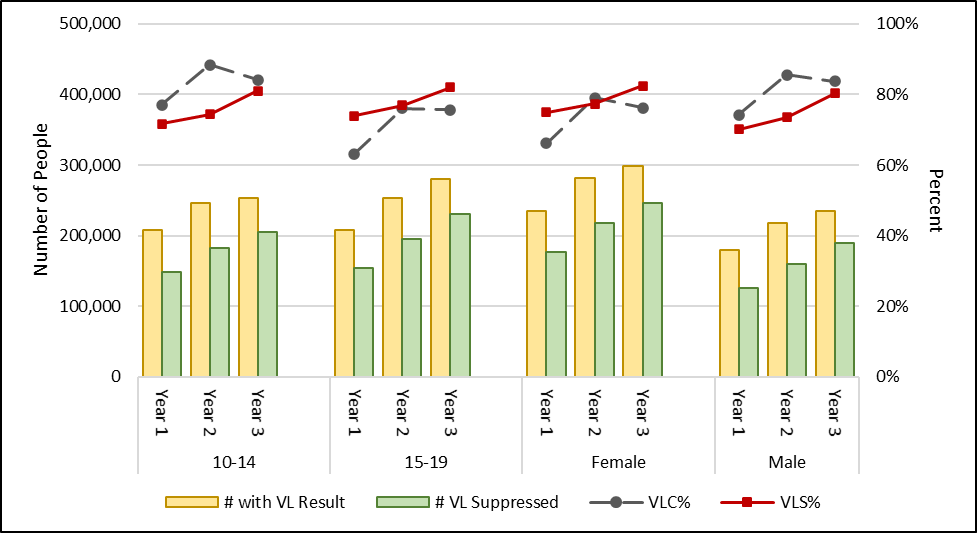 500,000
400,000
300,000
200,000
100,000
0
Number of People
100%
80%
60%
40%
20%
0%
Percent
Year 1 Year 2 Year 3 Year 1 Year 2 Year 3 Year 1 Year 2 Year 3 Year 1 Year 2 Year 3
10-14 15-19 Female Male
# with VL Result # VL Suppressed VLC% VLS%